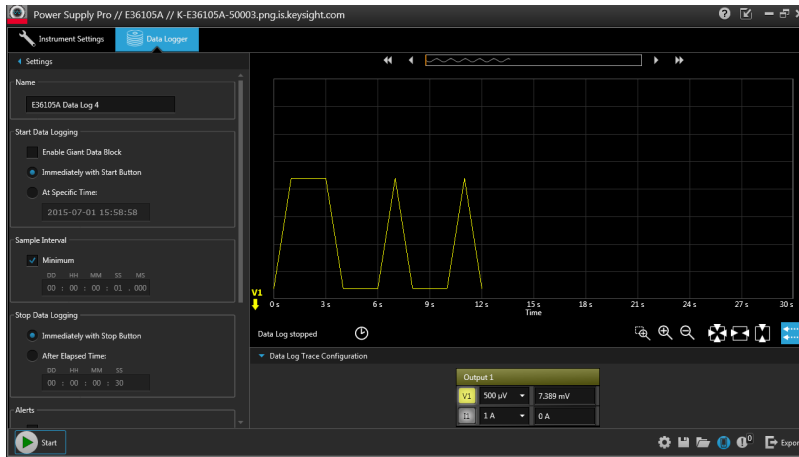 Power Supply Pro // E36105A // K-E36105A-50003.png.is.keysight.com
Instrument Settings
Data Logger
Settings
Name
E36105A Data Log 4
Start Data Logging
Enable Giant Data Block
Immediately with Start Button
At Specific Time:
2015-07-01 15:58:58
Sample Interval
Minimum
DD HH MM SS MS
00 : 00 : 00 : 01 . 000
Stop Data Logging
Immediately with Stop Button
After Elapsed Time:
DD HH MM SS
00 : 00 : 00 : 30
Alerts
Start
V1
0 s 3 s 6 s 9 s 12 s 15 s 18 s 21 s 24 s 27 s 30 s
Time
Data Log stopped
Data Log Trace Configuration
Output 1
V1 500 µV 7.389 mV
I1 1 A 0 A
0
Export